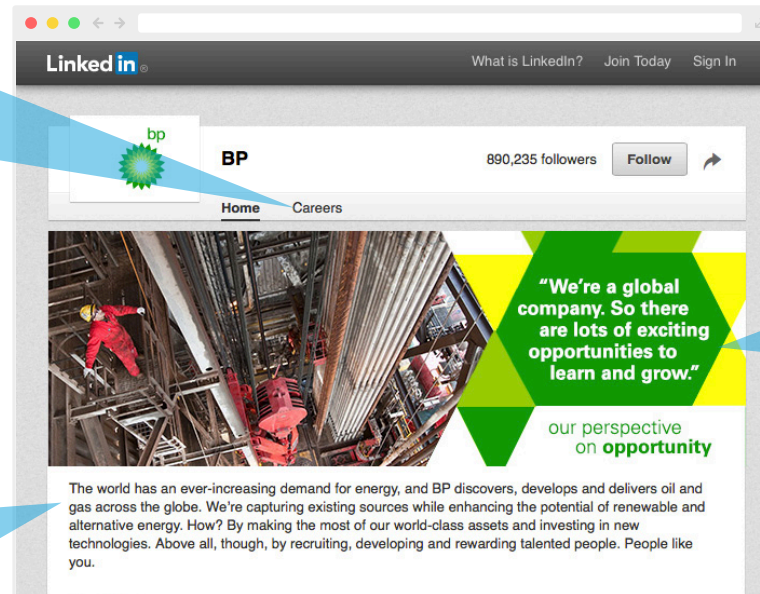 Linked in ®
What is LinkedIn? Join Today Sign In
bp
BP
890,235 followers
Follow
Home Careers
“We’re a global
company. So there
are lots of exciting
opportunities to
learn and grow.”
our perspective
on opportunity
The world has an ever-increasing demand for energy, and BP discovers, develops and delivers oil and
gas across the globe. We’re capturing existing sources while enhancing the potential of renewable and
alternative energy. How? By making the most of our world-class assets and investing in new
technologies. Above all, though, by recruiting, developing and rewarding talented people. People like
you.